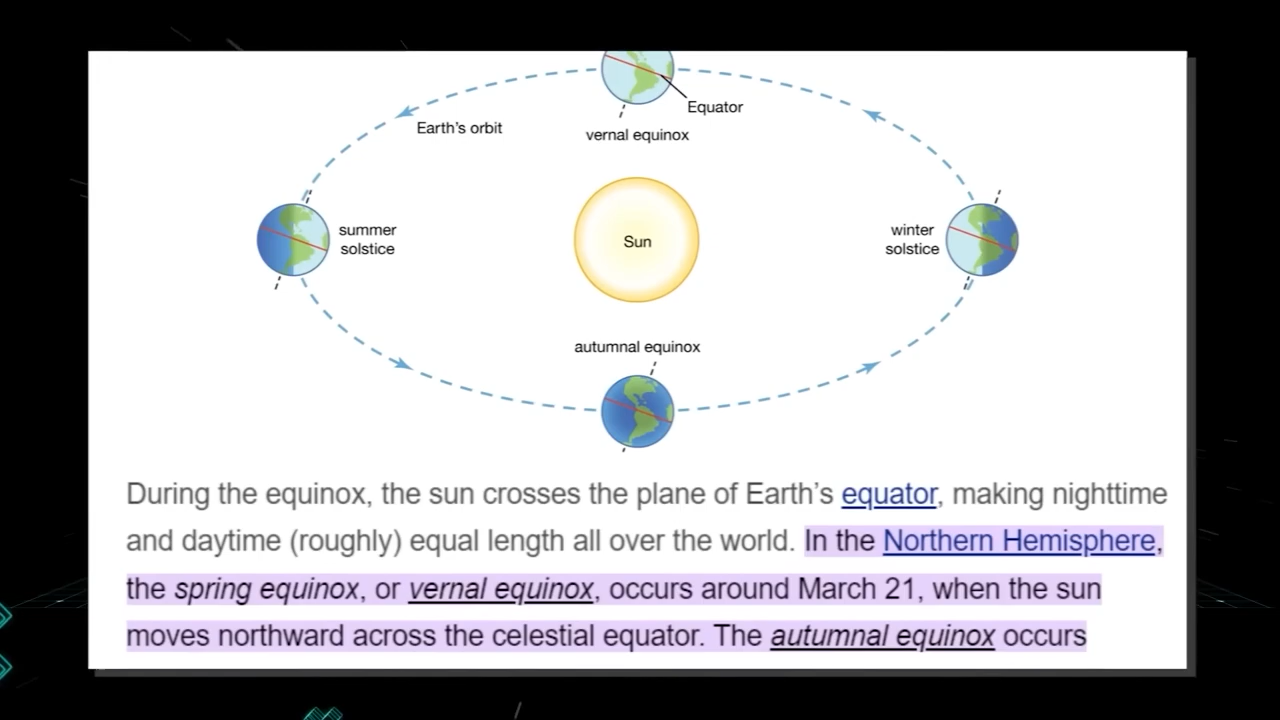 Equator
Earth's orbit
vernal equinox
summer
solstice
Sun
winter
solstice
autumnal equinox
During the equinox, the sun crosses the plane of Earth's equator, making nighttime
and daytime (roughly) equal length all over the world. In the Northern Hemisphere,
the spring equinox, or vernal equinox, occurs around March 21, when the sun
moves northward across the celestial equator. The autumnal equinox occurs